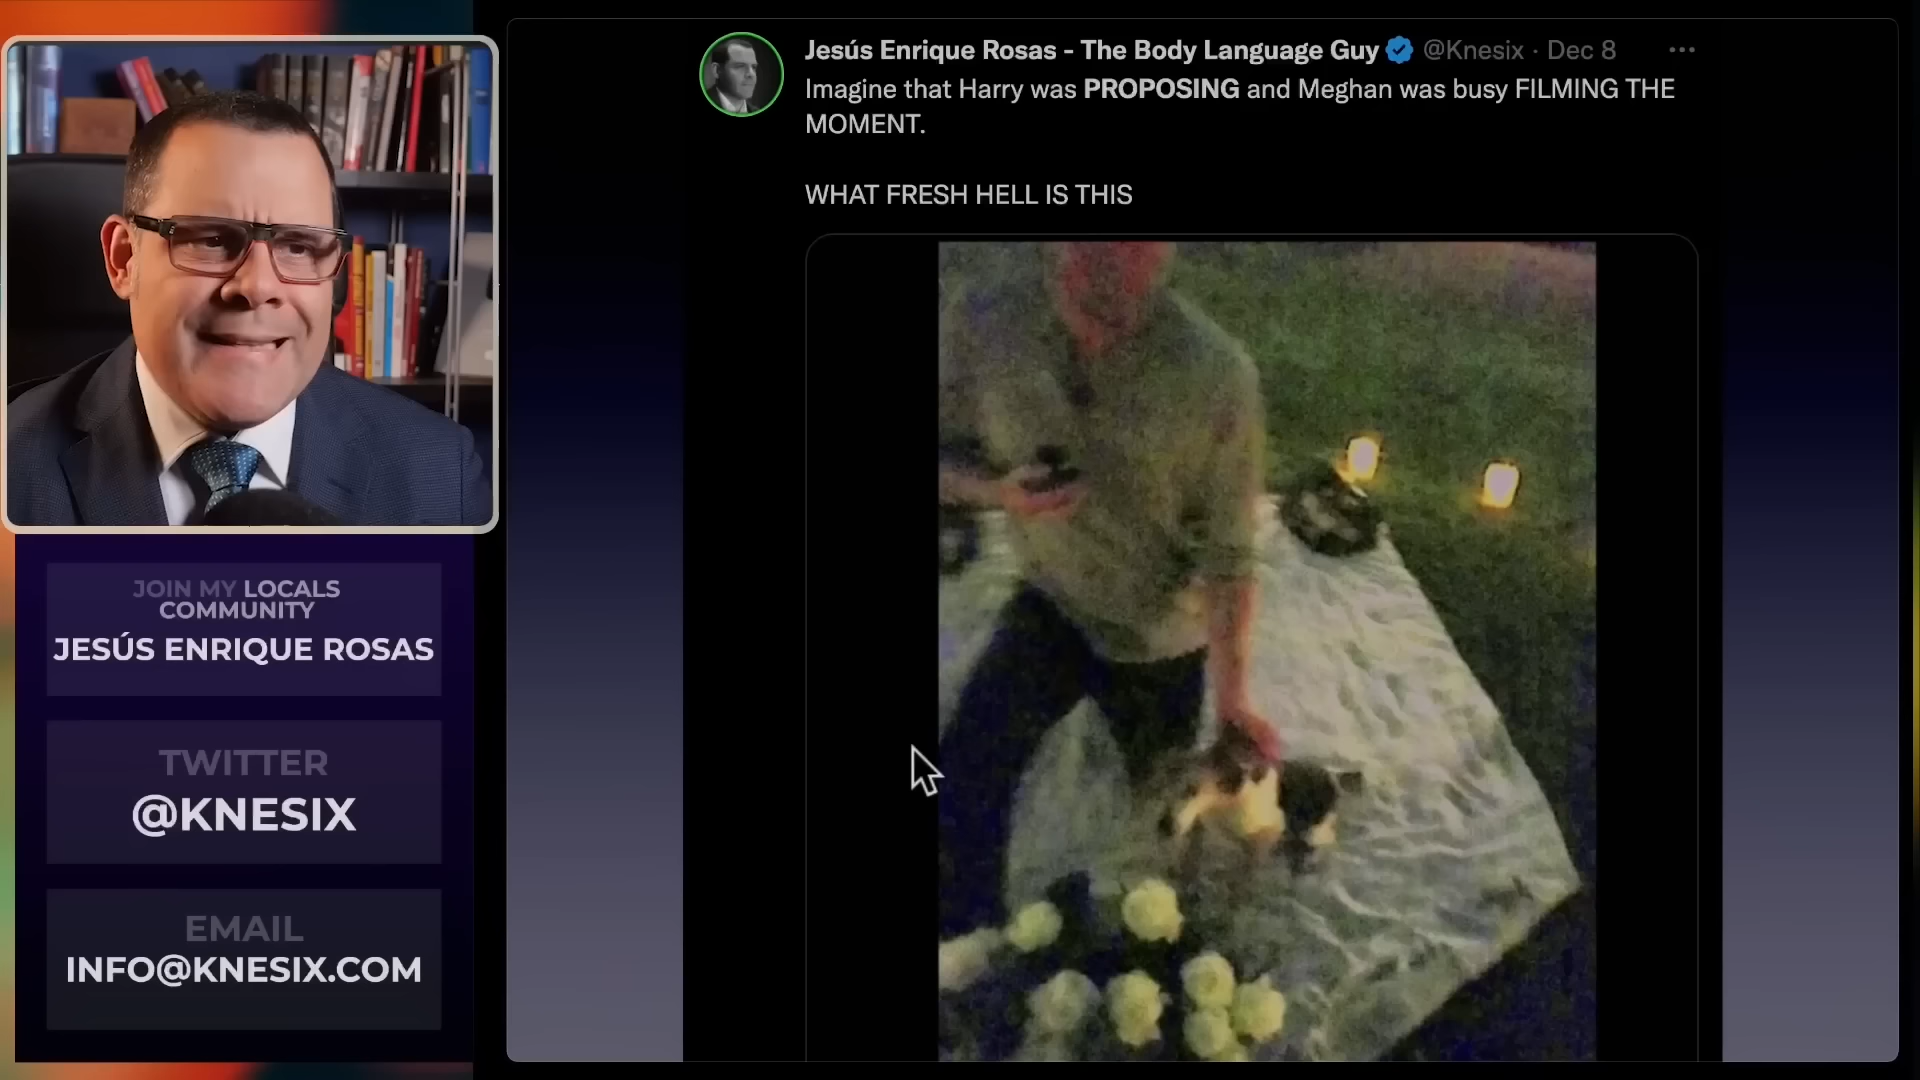 Jesús Enrique Rosas - The Body Language Guy @Knesix · Dec 8
Imagine that Harry was PROPOSING and Meghan was busy FILMING THE
MOMENT.
WHAT FRESH HELL IS THIS
JOIN MY LOCALS
COMMUNITY
JESÚS ENRIQUE ROSAS
TWITTER
@KNESIX
EMAIL
INFO@KNESIX.COM